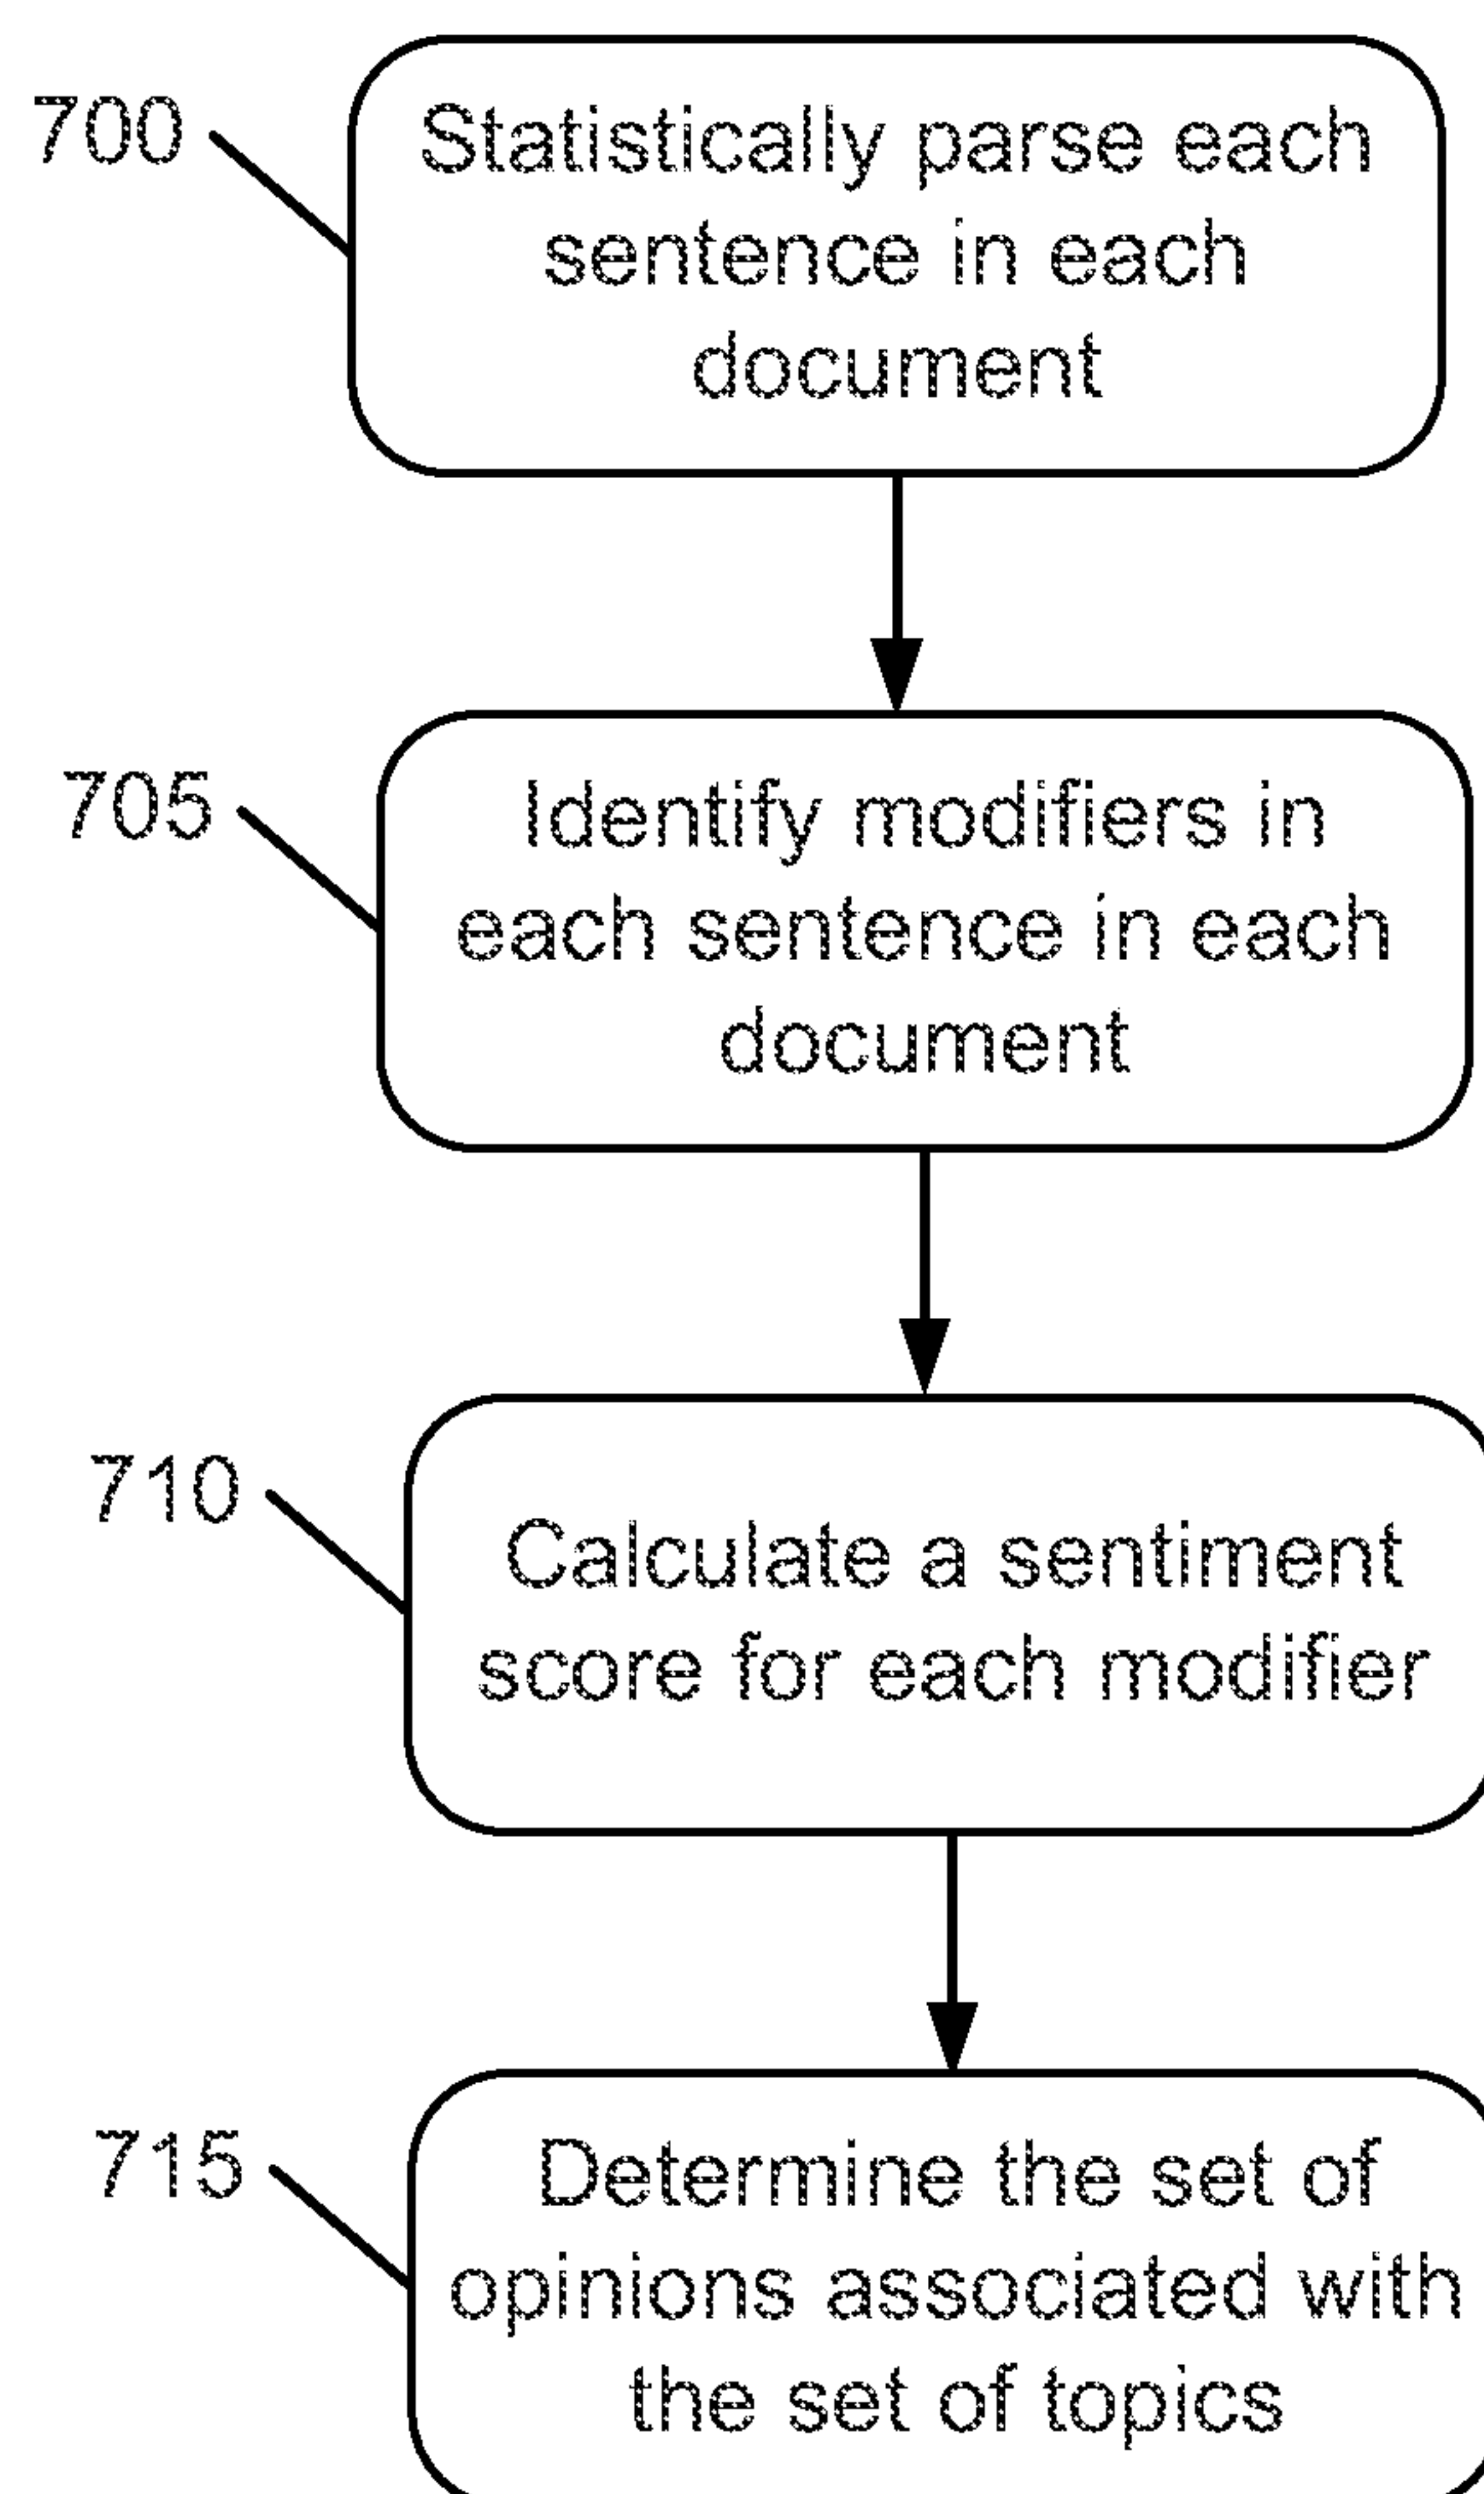 700
Statistically parse each
sentence in each
document
705
Identify modifiers in
each sentence in each
document
710
Calculate a sentiment
score for each modifier
715
Determine the set of
opinions associated with
the set of topics